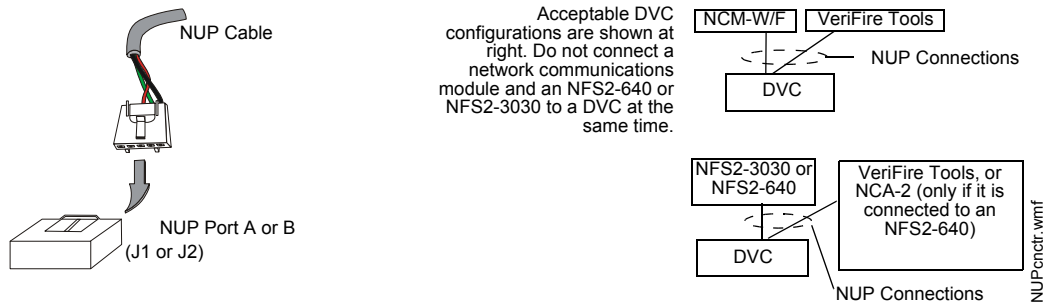 NUP Cable
NUP Port A or B
(J1 or J2)
Acceptable DVC
configurations are shown at
right. Do not connect a
network communications
module and an NFS2-640 or
NFS2-3030 to a DVC at the
same time.
NCM-W/F
VeriFire Tools
NUP Connections
DVC
NFS2-3030 or
NFS2-640
VeriFire Tools, or
NCA-2 (only if it is
connected to an
NFS2-640)
DVC
NUP Connections
NUPcnctr.wmf